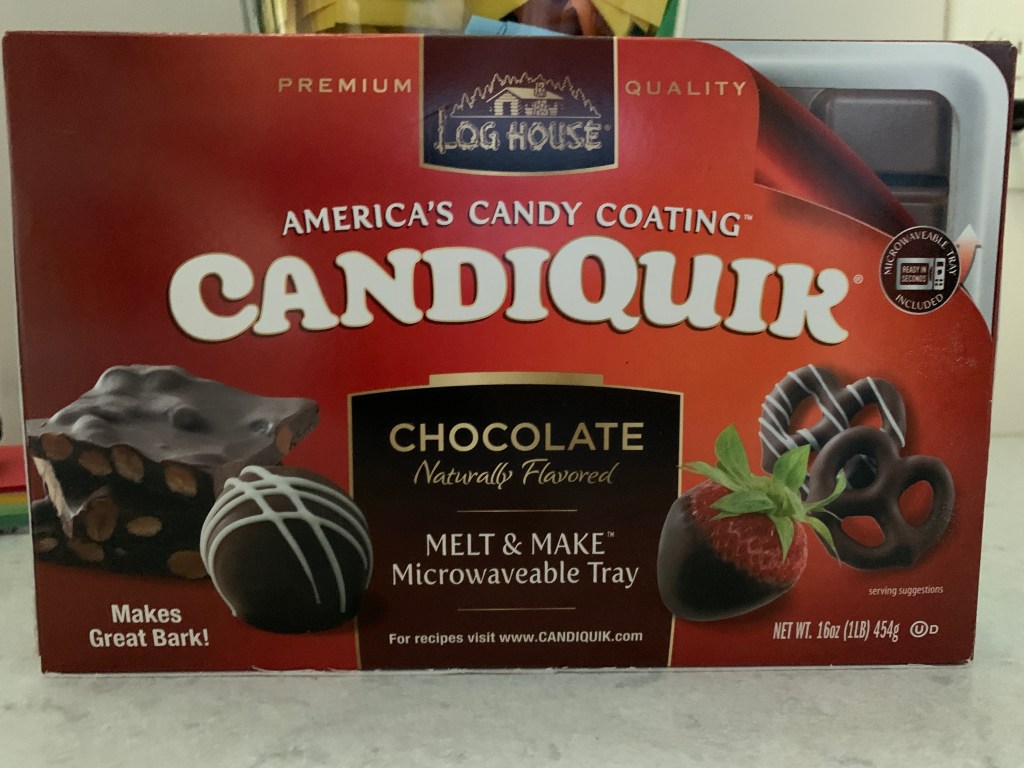 PREMIUM
LOG HOUSE®
QUALITY
AMERICA'S CANDY COATING™
CANDIQUIK®
MICROWAVEABLE TRAY
READY IN
SECONDS
INCLUDED
CHOCOLATE
Naturally Flavored
MELT & MAKE™
Microwaveable Tray
For recipes visit www.CANDIQUIK.com
Makes
Great Bark!
serving suggestions
NET WT. 16oz (1LB) 454g ⓊD